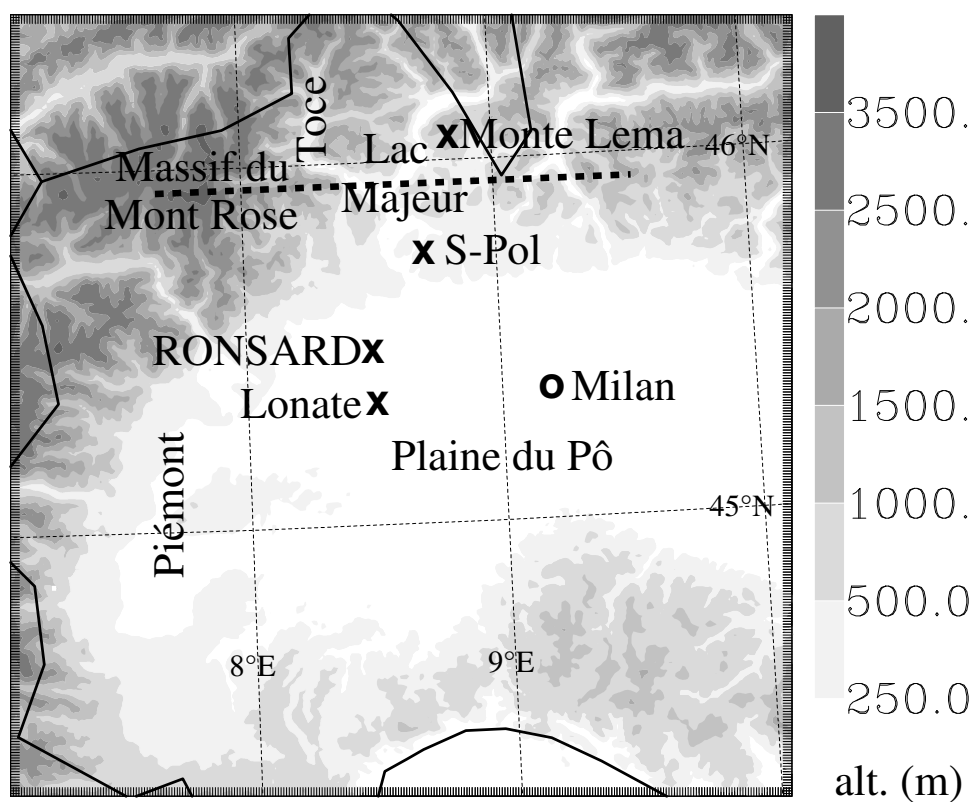 Toce
Lac
Monte Lema
46°N
Massif du
Mont Rose
Majeur
S-Pol
RONSARD
Lonate
Milan
Plaine du Pô
Piémont
45°N
8°E
9°E
3500.
2500.
2000.
1500.
1000.
500.0
250.0
alt. (m)